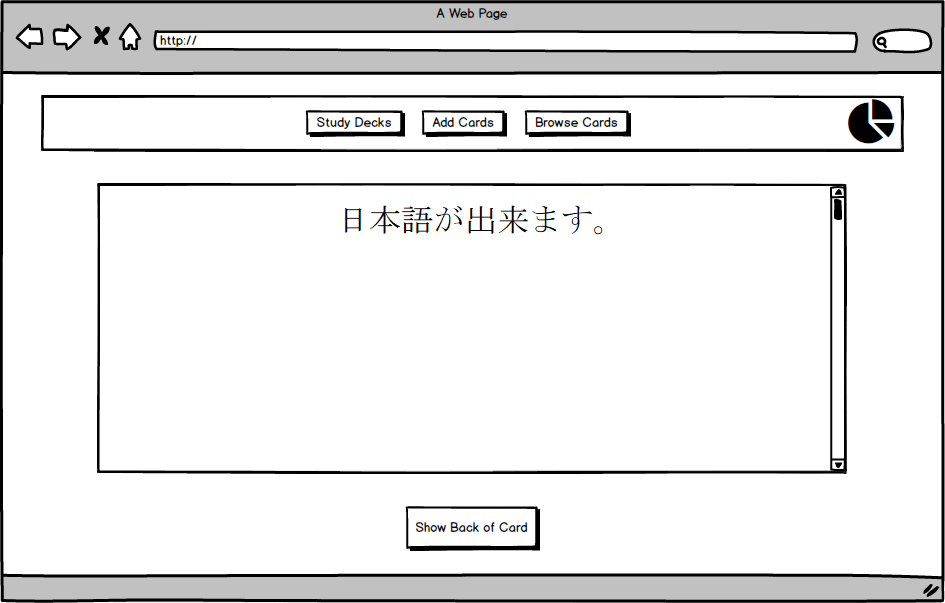 A Web Page
http://
Study Decks Add Cards Browse Cards
日本語が出来ます。
Show Back of Card